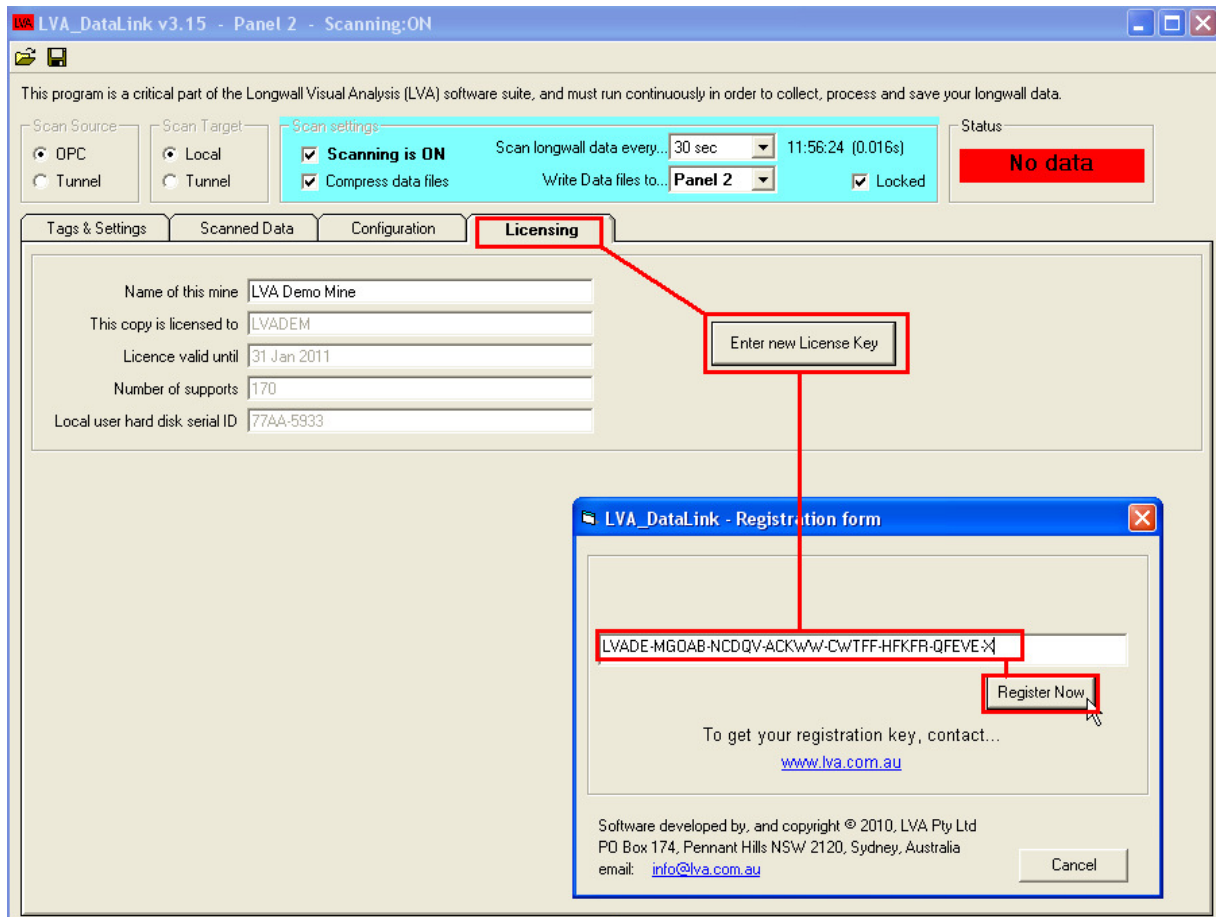 LVA LVA_DataLink v3.15 - Panel 2 - Scanning:ON
This program is a critical part of the Longwall Visual Analysis (LVA) software suite, and must run continuously in order to collect, process and save your longwall data.
Scan Source
OPC
Tunnel
Scan Target
Local
Tunnel
Scan settings
Scanning is ON
Compress data files
Scan longwall data every... 30 sec 11:56:24 (0.016s)
Write Data files to... Panel 2 Locked
Status
No data
Tags & Settings Scanned Data Configuration Licensing
Name of this mine LVA Demo Mine
This copy is licensed to LVADEM
Licence valid until 31 Jan 2011
Number of supports 170
Local user hard disk serial ID 77AA-5933
Enter new License Key
LVA_DataLink - Registration form
LVADE-MGOAB-NCDQV-ACKWW-CWTFF-HFKFR-QFEVE-X
Register Now
To get your registration key, contact...
www.lva.com.au
Software developed by, and copyright © 2010, LVA Pty Ltd
PO Box 174, Pennant Hills NSW 2120, Sydney, Australia
email: info@lva.com.au
Cancel